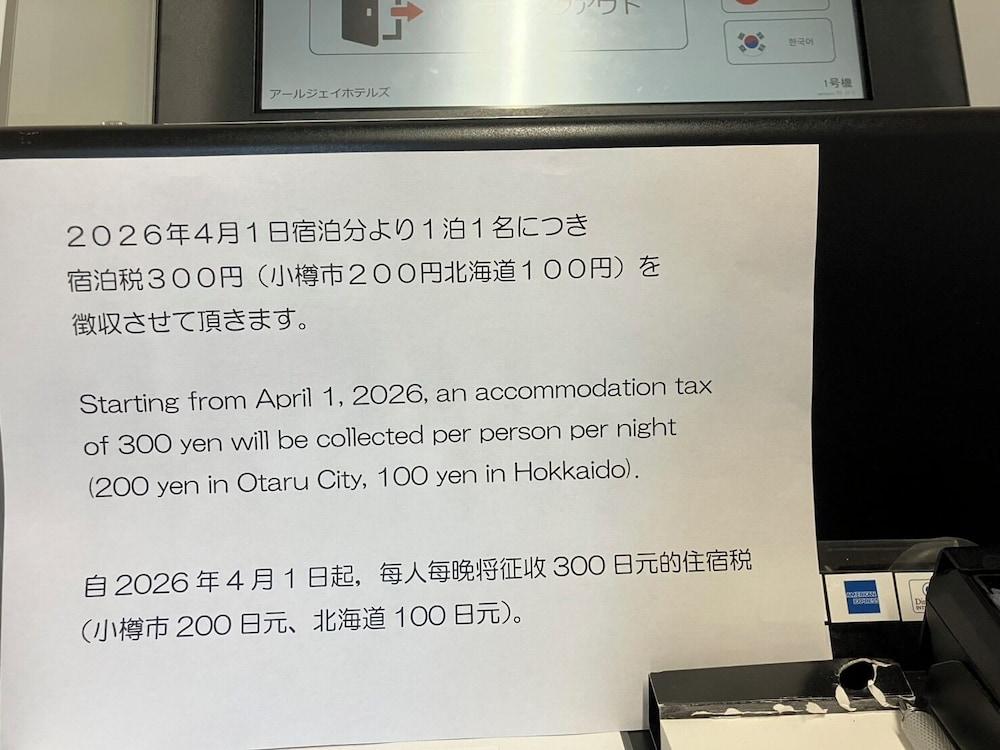 アウト
한국어
アールジェイホテルズ
1号機
２０２６年４月１日宿泊分より１泊１名につき
宿泊税３００円（小樽市２００円北海道１００円）を
徴収させて頂きます。
Starting from April 1, 2026, an accommodation tax
of 300 yen will be collected per person per night
(200 yen in Otaru City, 100 yen in Hokkaido).
自 2026 年 4 月 1 日起，每人每晚将征收 300 日元的住宿税
（小樽市 200 日元、北海道 100 日元）。
AMERICAN
EXPRESS